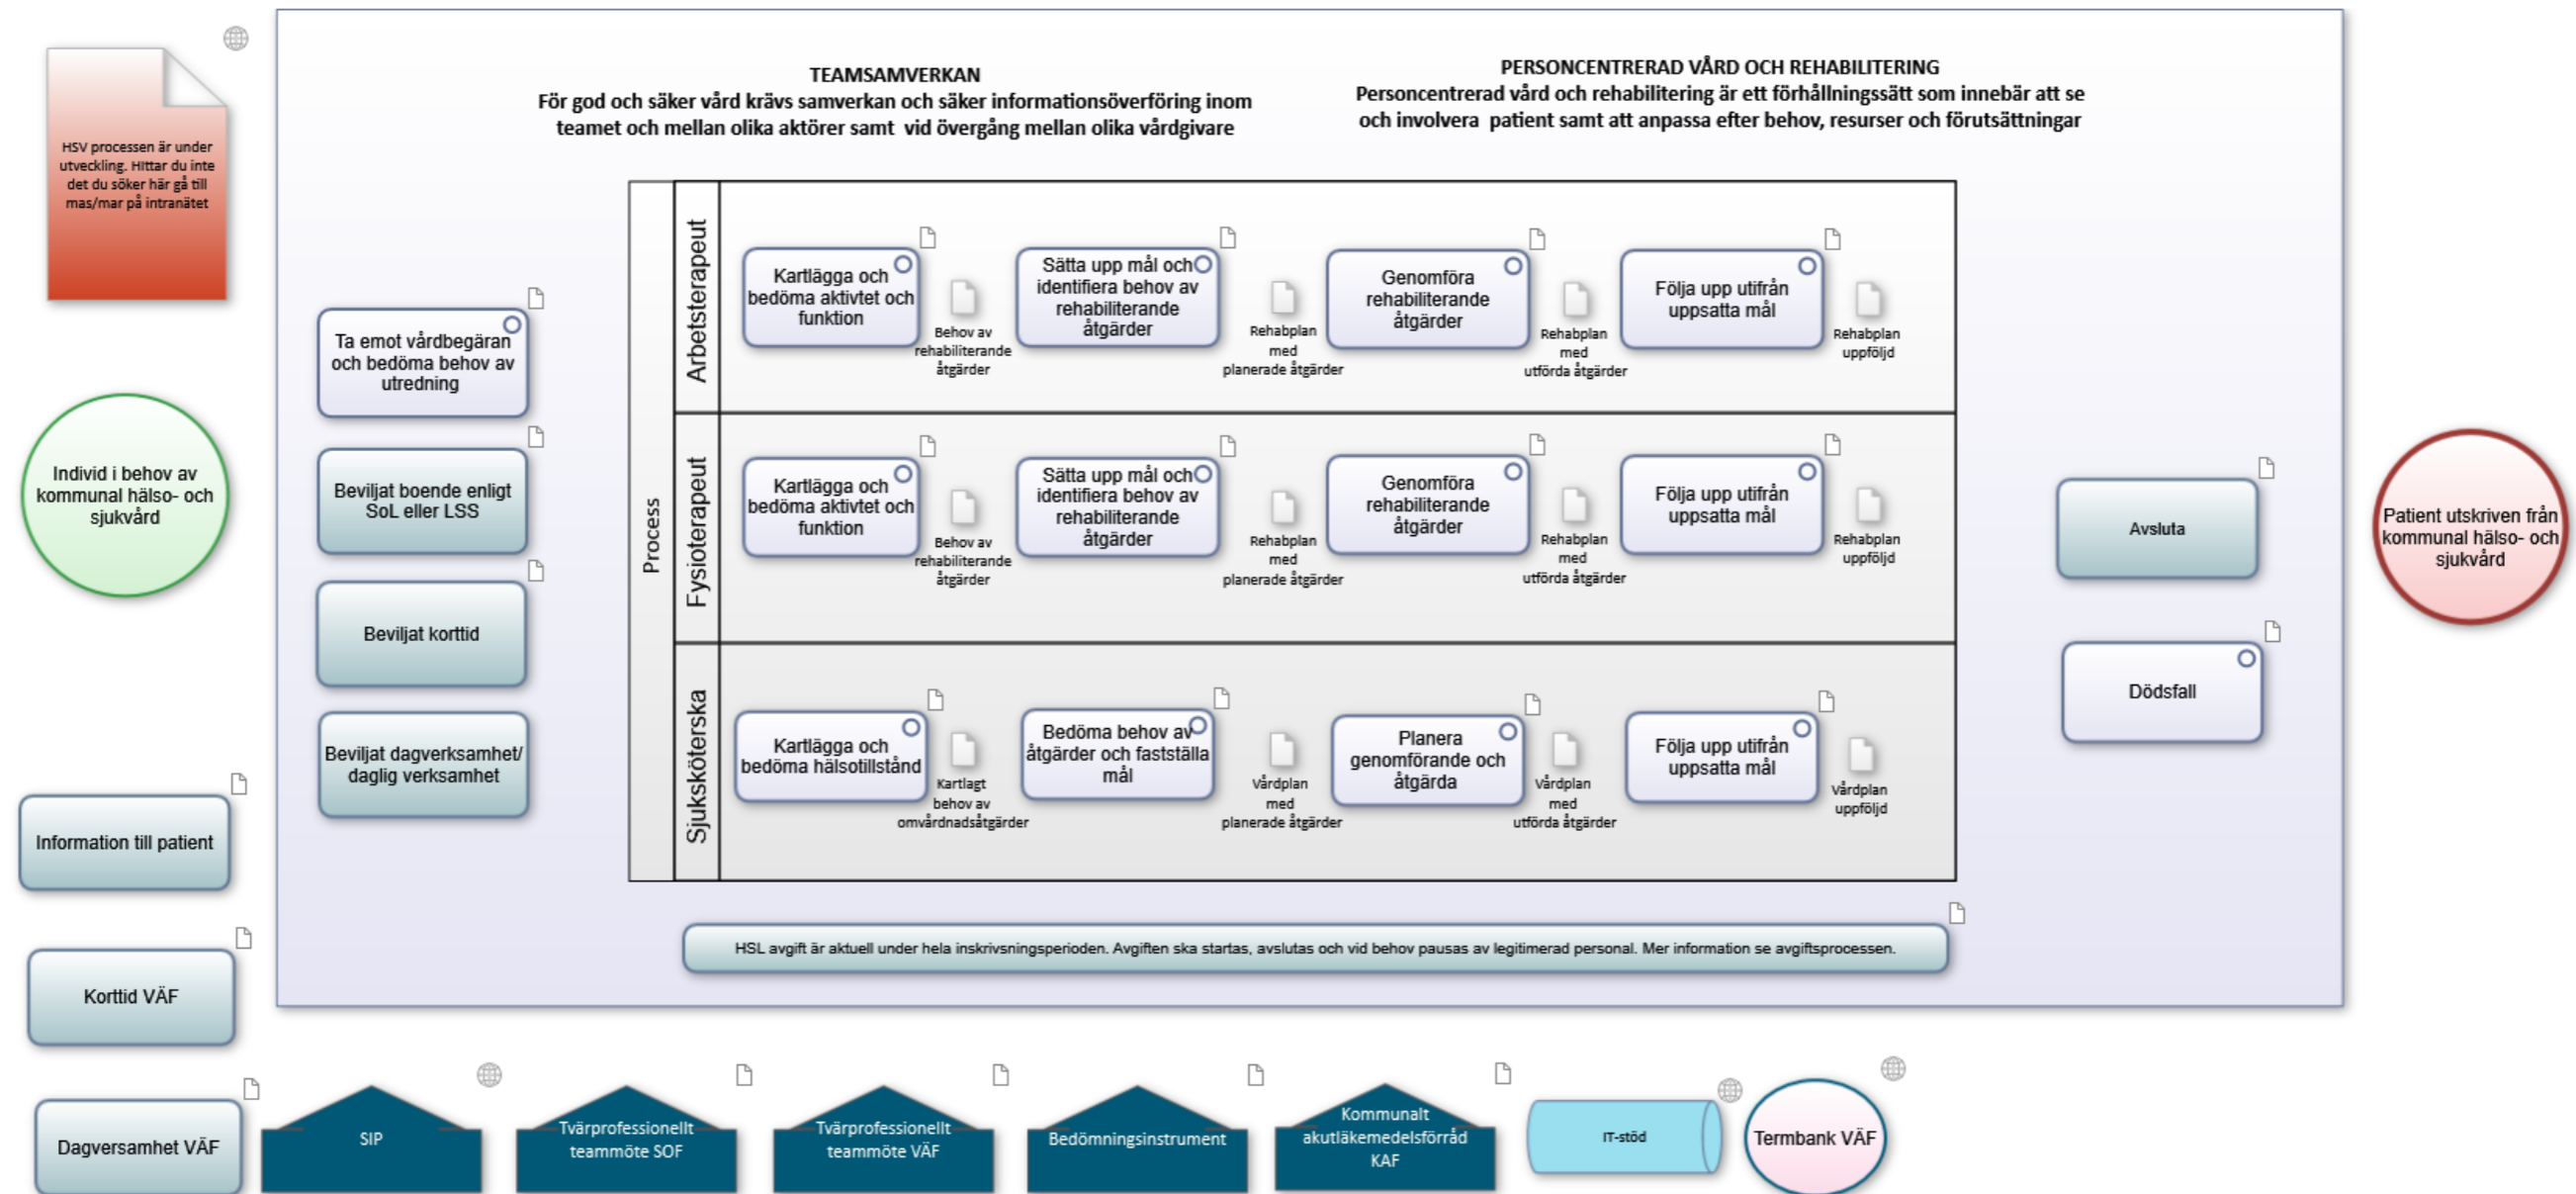 HSV processen är under
utveckling. HIttar du inte
det du söker här gå till
mas/mar på intranätet
TEAMSAMVERKAN
För god och säker vård krävs samverkan och säker informationsöverföring inom
teamet och mellan olika aktörer samt vid övergång mellan olika vårdgivare
PERSONCENTRERAD VÅRD OCH REHABILITERING
Personcentrerad vård och rehabilitering är ett förhållningssätt som innebär att se
och involvera patient samt att anpassa efter behov, resurser och förutsättningar
Individ i behov av
kommunal hälso- och
sjukvård
Ta emot vårdbegäran
och bedöma behov av
utredning
Beviljat boende enligt
SoL eller LSS
Beviljat korttid
Beviljat dagverksamhet/
daglig verksamhet
Process
Arbetsterapeut
Kartlägga och
bedöma aktivtet och
funktion
Behov av
rehabiliterande
åtgärder
Sätta upp mål och
identifiera behov av
rehabiliterande
åtgärder
Rehabplan
med
planerade åtgärder
Genomföra
rehabiliterande
åtgärder
Rehabplan
med
utförda åtgärder
Följa upp utifrån
uppsatta mål
Rehabplan
uppföljd
Fysioterapeut
Kartlägga och
bedöma aktivtet och
funktion
Behov av
rehabiliterande
åtgärder
Sätta upp mål och
identifiera behov av
rehabiliterande
åtgärder
Rehabplan
med
planerade åtgärder
Genomföra
rehabiliterande
åtgärder
Rehabplan
med
utförda åtgärder
Följa upp utifrån
uppsatta mål
Rehabplan
uppföljd
Sjuksköterska
Kartlägga och
bedöma hälsotillstånd
Kartlagt
behov av
omvårdnadsåtgärder
Bedöma behov av
åtgärder och fastställa
mål
Vårdplan
med
planerade åtgärder
Planera
genomförande och
åtgärda
Vårdplan
med
utförda åtgärder
Följa upp utifrån
uppsatta mål
Vårdplan
uppföljd
Avsluta
Dödsfall
Patient utskriven från
kommunal hälso- och
sjukvård
HSL avgift är aktuell under hela inskrivsningsperioden. Avgiften ska startas, avslutas och vid behov pausas av legitimerad personal. Mer information se avgiftsprocessen.
Information till patient
Korttid VÄF
Dagversamhet VÄF
SIP
Tvärprofessionellt
teammöte SOF
Tvärprofessionellt
teammöte VÄF
Bedömningsinstrument
Kommunalt
akutläkemedelsförråd
KAF
IT-stöd
Termbank VÄF